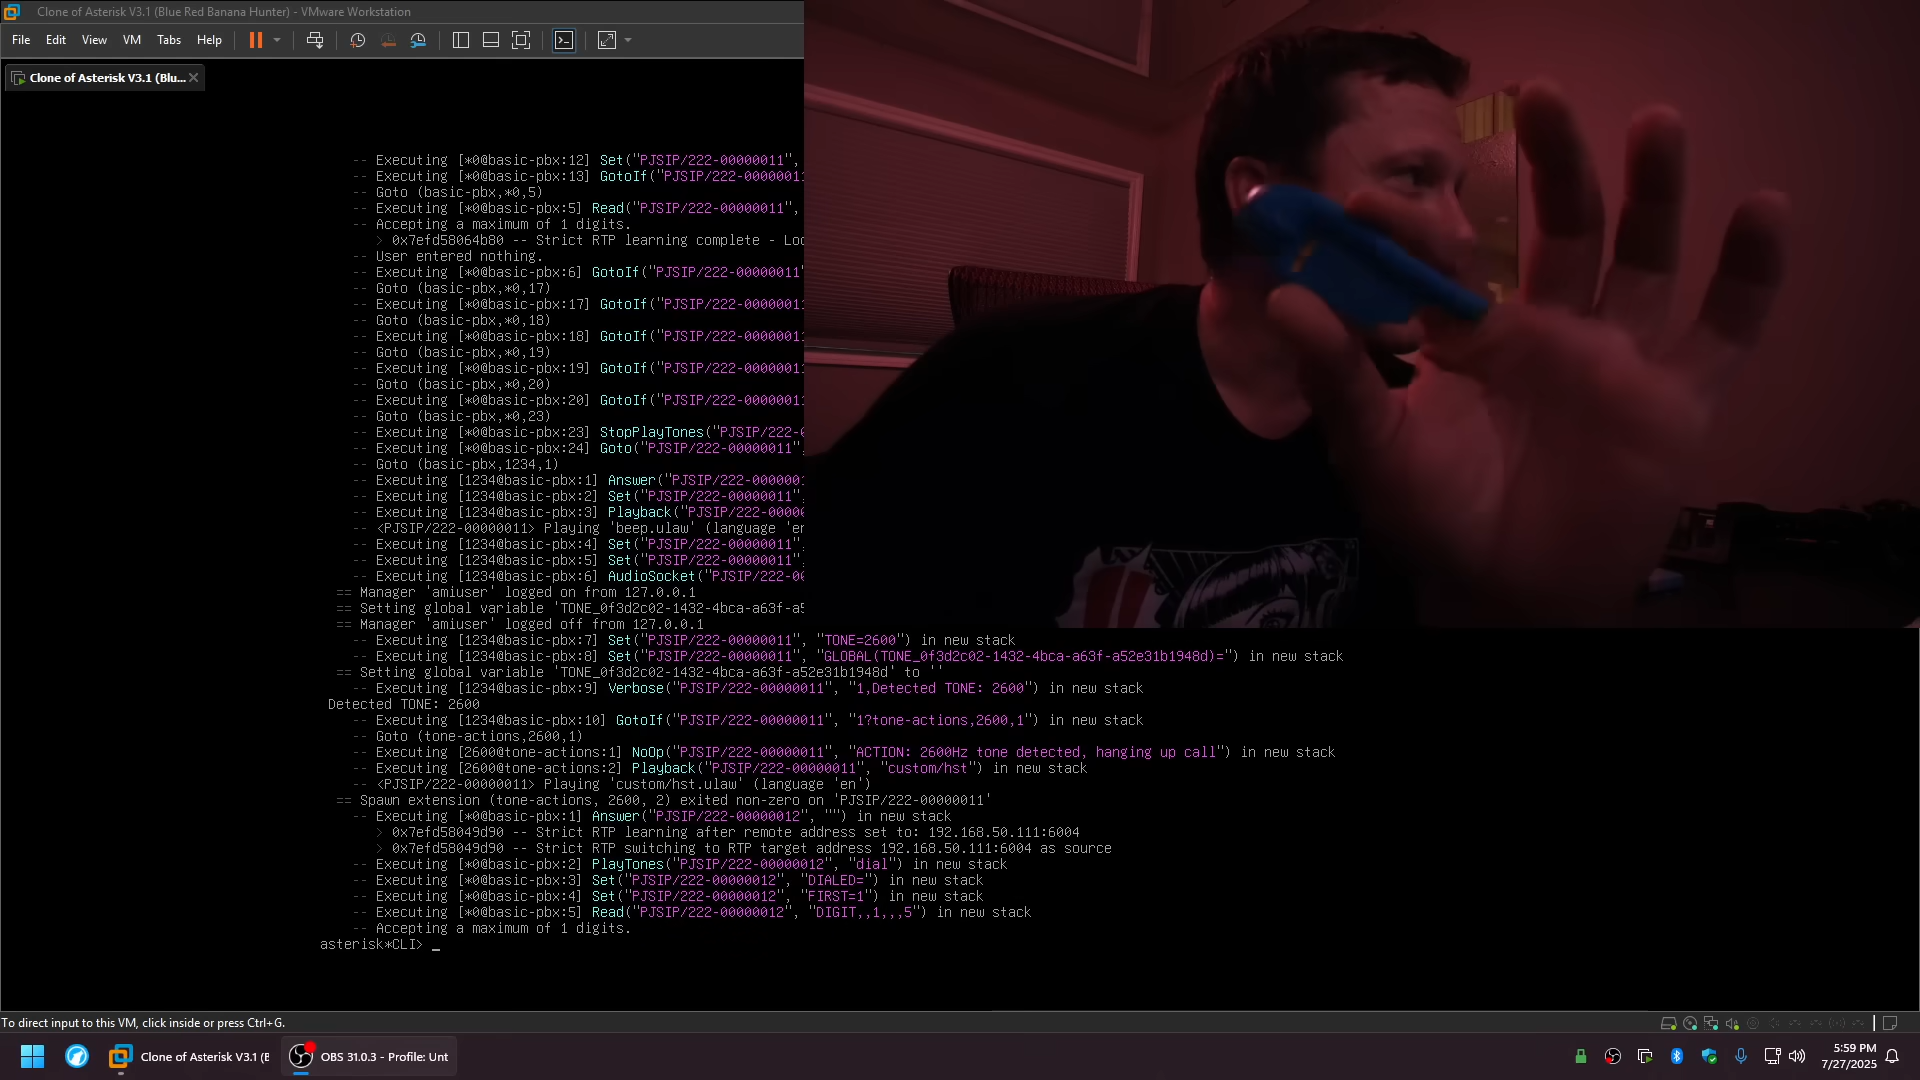 Clone of Asterisk V3.1 (Blue Red Banana Hunter) - VMware Workstation
File Edit View VM Tabs Help
Clone of Asterisk V3.1 (Blu...
-- Executing [*0@basic-pbx:12] Set("PJSIP/222-00000011",
-- Executing [*0@basic-pbx:13] GotoIf("PJSIP/222-00000011
-- Goto (basic-pbx,*0,5)
-- Executing [*0@basic-pbx:5] Read("PJSIP/222-00000011",
-- Accepting a maximum of 1 digits.
> 0x7efd58064b80 -- Strict RTP learning complete - Loc
-- User entered nothing.
-- Executing [*0@basic-pbx:6] GotoIf("PJSIP/222-00000011"
-- Goto (basic-pbx,*0,17)
-- Executing [*0@basic-pbx:17] GotoIf("PJSIP/222-00000011
-- Goto (basic-pbx,*0,18)
-- Executing [*0@basic-pbx:18] GotoIf("PJSIP/222-00000011
-- Goto (basic-pbx,*0,19)
-- Executing [*0@basic-pbx:19] GotoIf("PJSIP/222-00000011
-- Goto (basic-pbx,*0,20)
-- Executing [*0@basic-pbx:20] GotoIf("PJSIP/222-00000011
-- Goto (basic-pbx,*0,23)
-- Executing [*0@basic-pbx:23] StopPlayTones("PJSIP/222-0
-- Executing [*0@basic-pbx:24] Goto("PJSIP/222-00000011",
-- Goto (basic-pbx,1234,1)
-- Executing [1234@basic-pbx:1] Answer("PJSIP/222-0000001
-- Executing [1234@basic-pbx:2] Set("PJSIP/222-00000011",
-- Executing [1234@basic-pbx:3] Playback("PJSIP/222-00000
-- <PJSIP/222-00000011> Playing 'beep.ulaw' (language 'en
-- Executing [1234@basic-pbx:4] Set("PJSIP/222-00000011",
-- Executing [1234@basic-pbx:5] Set("PJSIP/222-00000011",
-- Executing [1234@basic-pbx:6] AudioSocket("PJSIP/222-00
== Manager 'amiuser' logged on from 127.0.0.1
== Setting global variable 'TONE_0f3d2c02-1432-4bca-a63f-a5
== Manager 'amiuser' logged off from 127.0.0.1
-- Executing [1234@basic-pbx:7] Set("PJSIP/222-00000011", "TONE=2600") in new stack
-- Executing [1234@basic-pbx:8] Set("PJSIP/222-00000011", "GLOBAL(TONE_0f3d2c02-1432-4bca-a63f-a52e31b1948d)=") in new stack
== Setting global variable 'TONE_0f3d2c02-1432-4bca-a63f-a52e31b1948d' to ''
-- Executing [1234@basic-pbx:9] Verbose("PJSIP/222-00000011", "1,Detected TONE: 2600") in new stack
Detected TONE: 2600
-- Executing [1234@basic-pbx:10] GotoIf("PJSIP/222-00000011", "1?tone-actions,2600,1") in new stack
-- Goto (tone-actions,2600,1)
-- Executing [2600@tone-actions:1] NoOp("PJSIP/222-00000011", "ACTION: 2600Hz tone detected, hanging up call") in new stack
-- Executing [2600@tone-actions:2] Playback("PJSIP/222-00000011", "custom/hst") in new stack
-- <PJSIP/222-00000011> Playing 'custom/hst.ulaw' (language 'en')
== Spawn extension (tone-actions, 2600, 2) exited non-zero on 'PJSIP/222-00000011'
-- Executing [*0@basic-pbx:1] Answer("PJSIP/222-00000012", "") in new stack
> 0x7efd58049d90 -- Strict RTP learning after remote address set to: 192.168.50.111:6004
> 0x7efd58049d90 -- Strict RTP switching to RTP target address 192.168.50.111:6004 as source
-- Executing [*0@basic-pbx:2] PlayTones("PJSIP/222-00000012", "dial") in new stack
-- Executing [*0@basic-pbx:3] Set("PJSIP/222-00000012", "DIALED=") in new stack
-- Executing [*0@basic-pbx:4] Set("PJSIP/222-00000012", "FIRST=1") in new stack
-- Executing [*0@basic-pbx:5] Read("PJSIP/222-00000012", "DIGIT,,1,,,5") in new stack
-- Accepting a maximum of 1 digits.
asterisk*CLI> _
To direct input to this VM, click inside or press Ctrl+G.
Clone of Asterisk V3.1 (B
OBS 31.0.3 - Profile: Unt
5:59 PM
7/27/2025